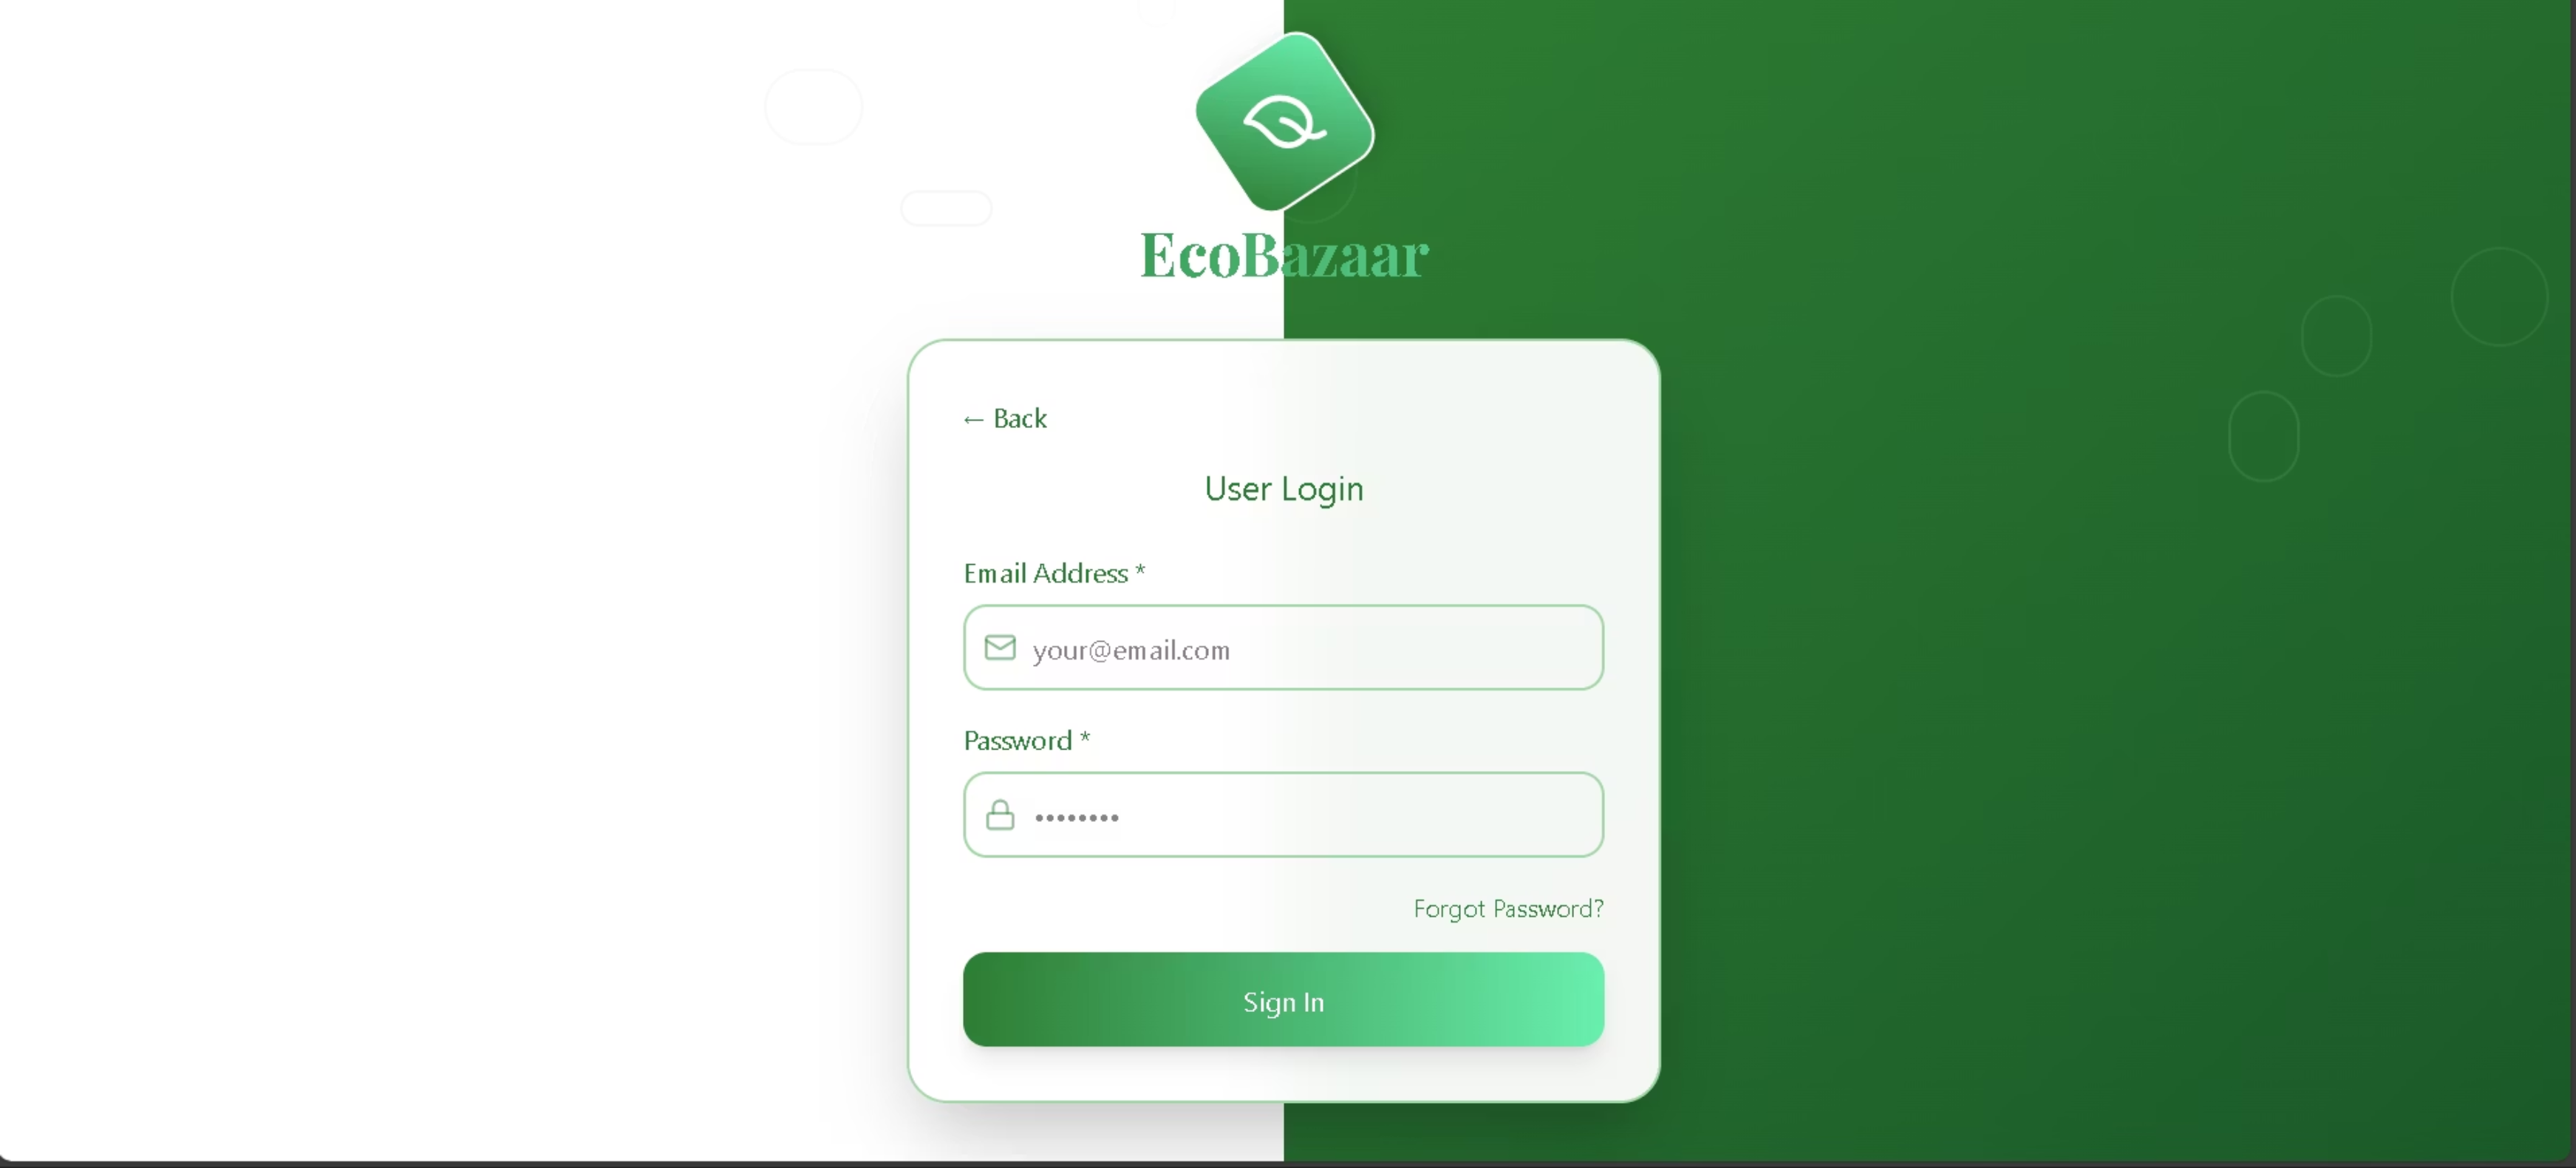 EcoBazaar
← Back
User Login
Email Address *
your@email.com
Password *
••••••••
Forgot Password?
Sign In